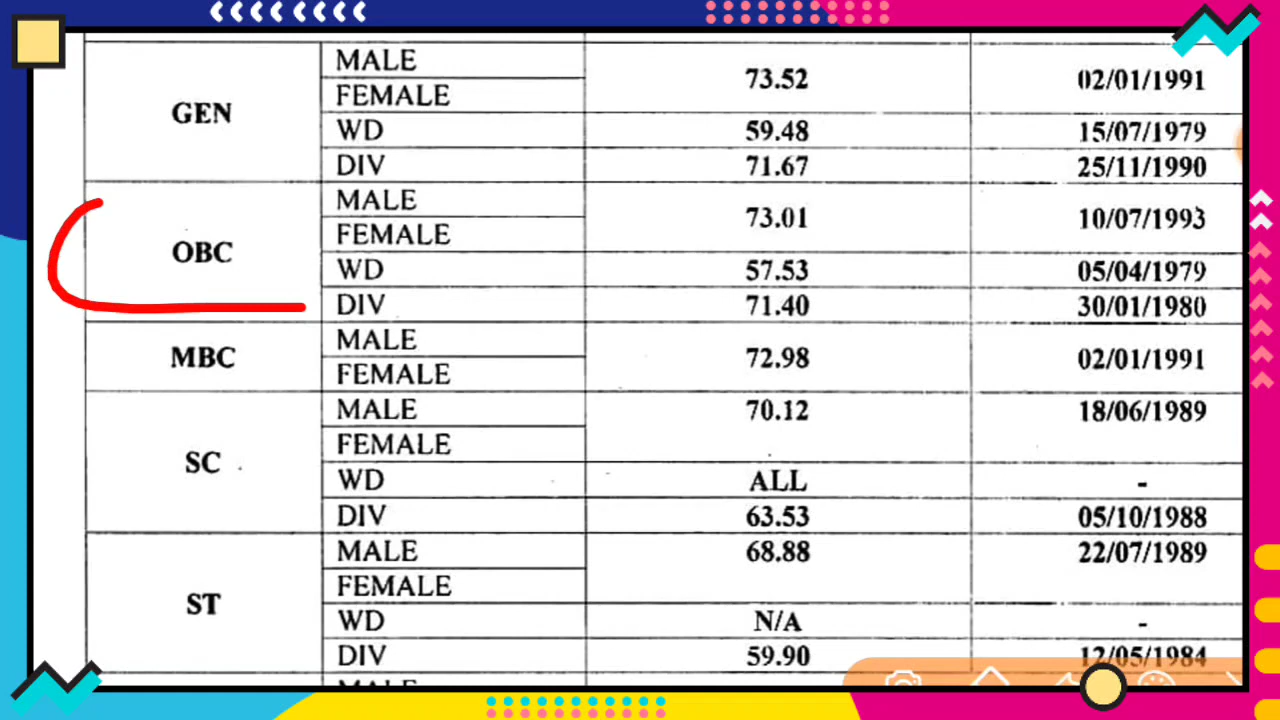 GEN MALE 73.52 02/01/1991
FEMALE
WD 59.48 15/07/1979
DIV 71.67 25/11/1990
OBC MALE 73.01 10/07/1993
FEMALE
WD 57.53 05/04/1979
DIV 71.40 30/01/1980
MBC MALE 72.98 02/01/1991
FEMALE
SC MALE 70.12 18/06/1989
FEMALE
WD ALL -
DIV 63.53 05/10/1988
ST MALE 68.88 22/07/1989
FEMALE
WD N/A -
DIV 59.90 12/05/1984